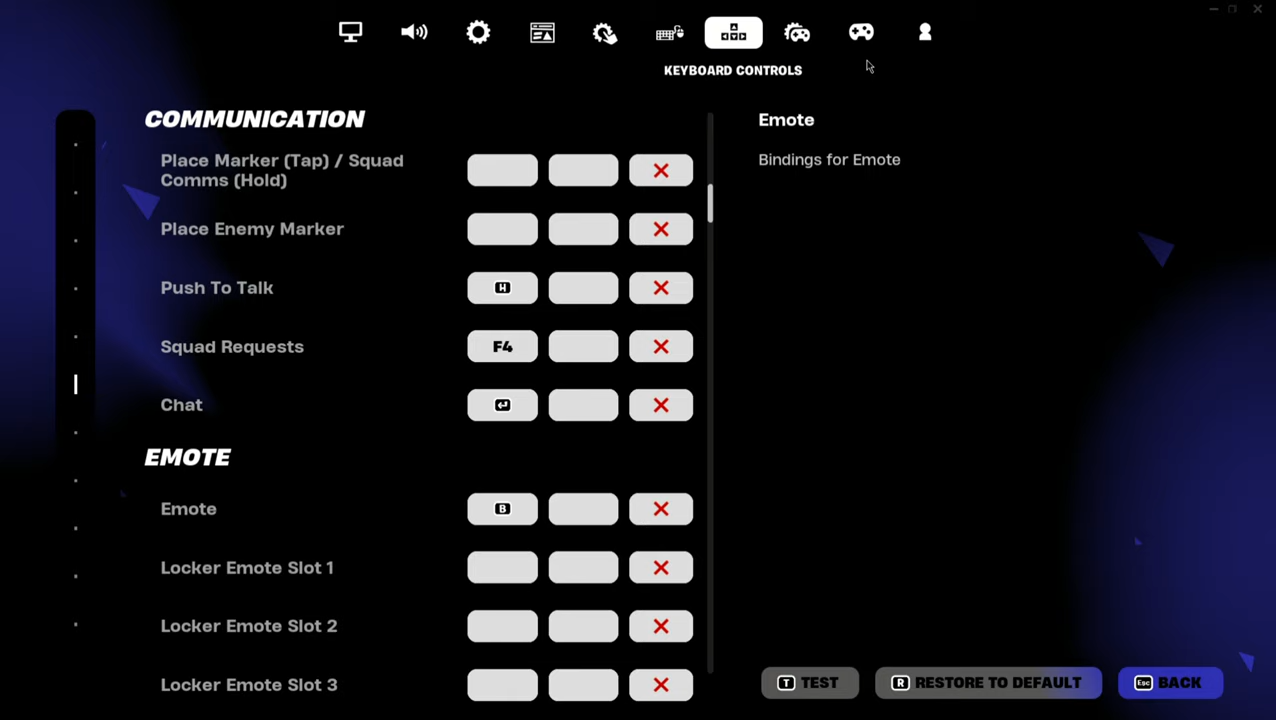 KEYBOARD CONTROLS
COMMUNICATION
Place Marker (Tap) / Squad
Comms (Hold)
Place Enemy Marker
Push To Talk H
Squad Requests F4
Chat
EMOTE
Emote B
Locker Emote Slot 1
Locker Emote Slot 2
Locker Emote Slot 3
Emote
Bindings for Emote
T TEST
R RESTORE TO DEFAULT
Esc BACK